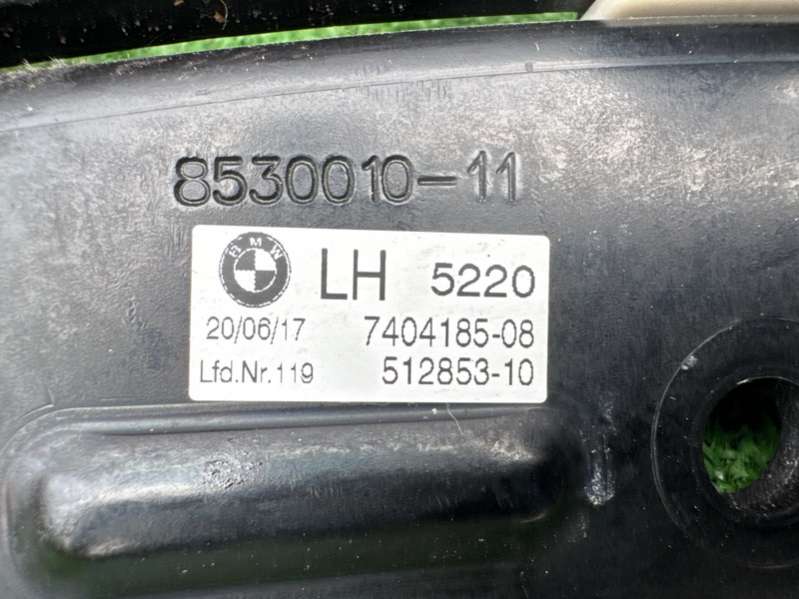 8530010-11
BMW
LH 5220
20/06/17 7404185-08
Lfd.Nr.119 512853-10